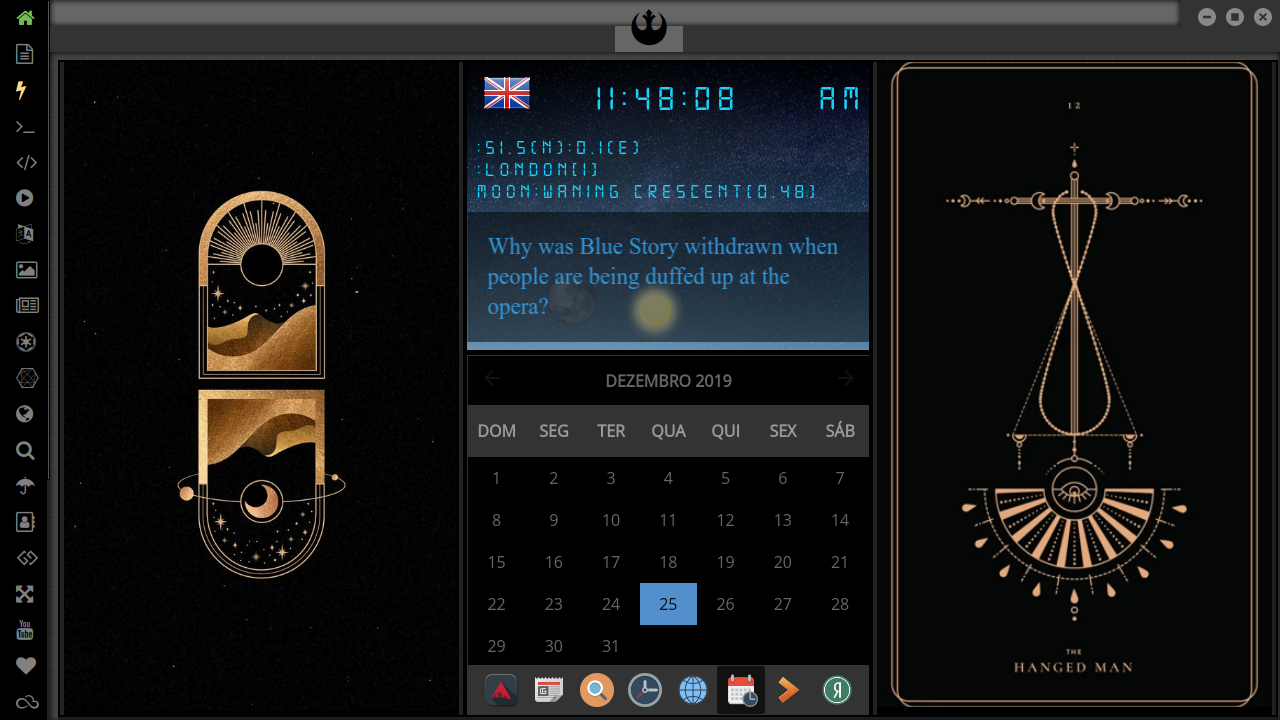 11:48:08 AM
:51.5(N):0.1(E)
:LONDON(1)
MOON:WANING CRESCENT(0.48)
Why was Blue Story withdrawn when
people are being duffed up at the
opera?
DEZEMBRO 2019
DOM SEG TER QUA QUI SEX SÁB
1 2 3 4 5 6 7
8 9 10 11 12 13 14
15 16 17 18 19 20 21
22 23 24 25 26 27 28
29 30 31
12
THE
HANGED MAN
You
Tube
Я